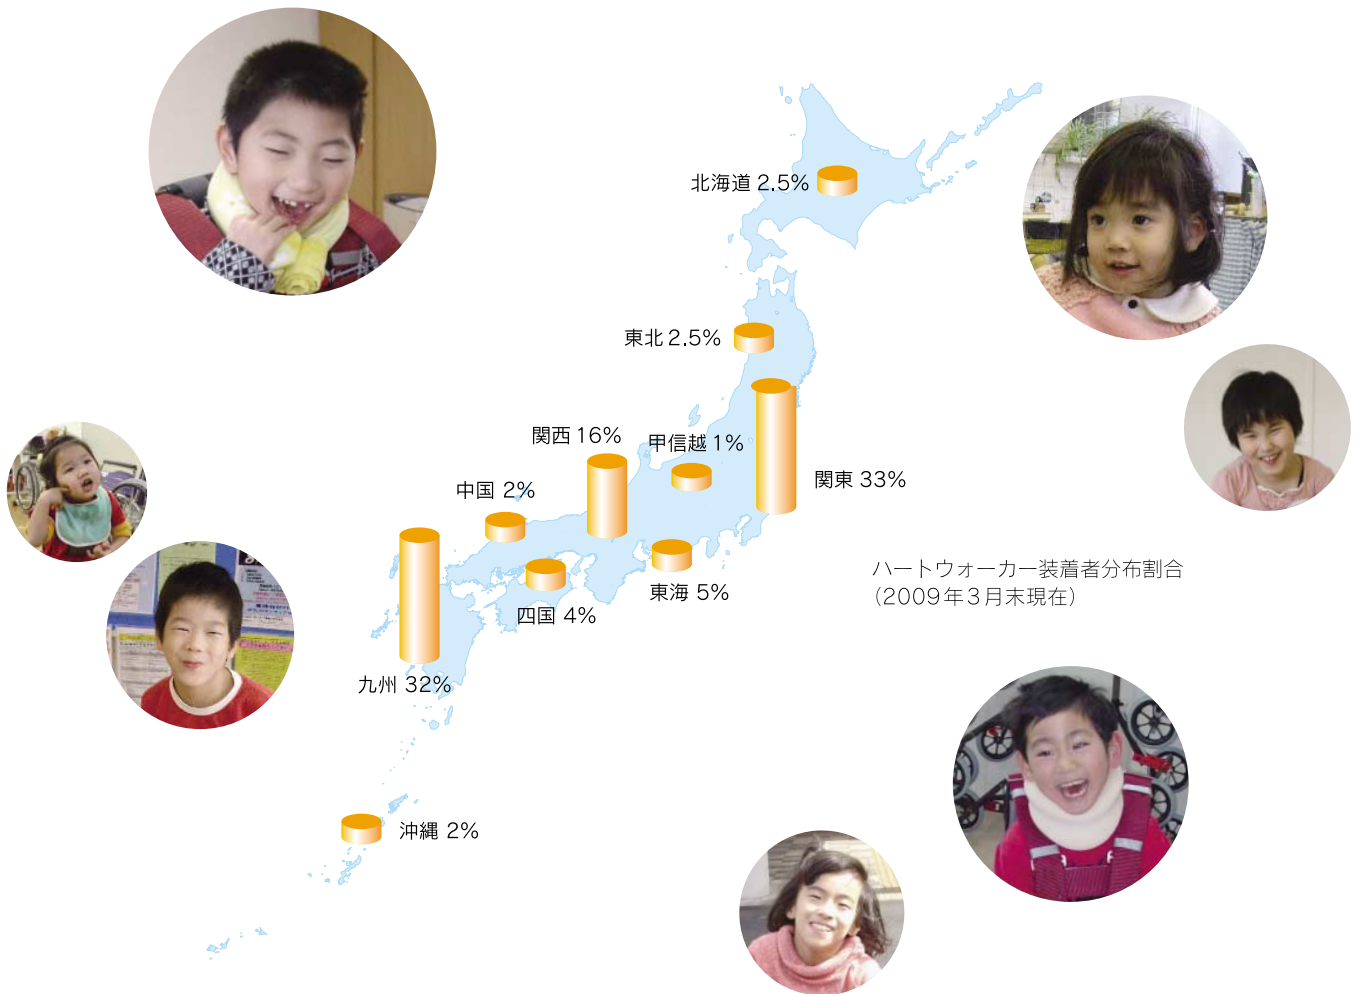 北海道 2.5%
東北 2.5%
関西 16%
甲信越 1%
中国 2%
関東 33%
東海 5%
四国 4%
九州 32%
沖縄 2%
ハートウォーカー装着者分布割合
（2009年3月末現在）